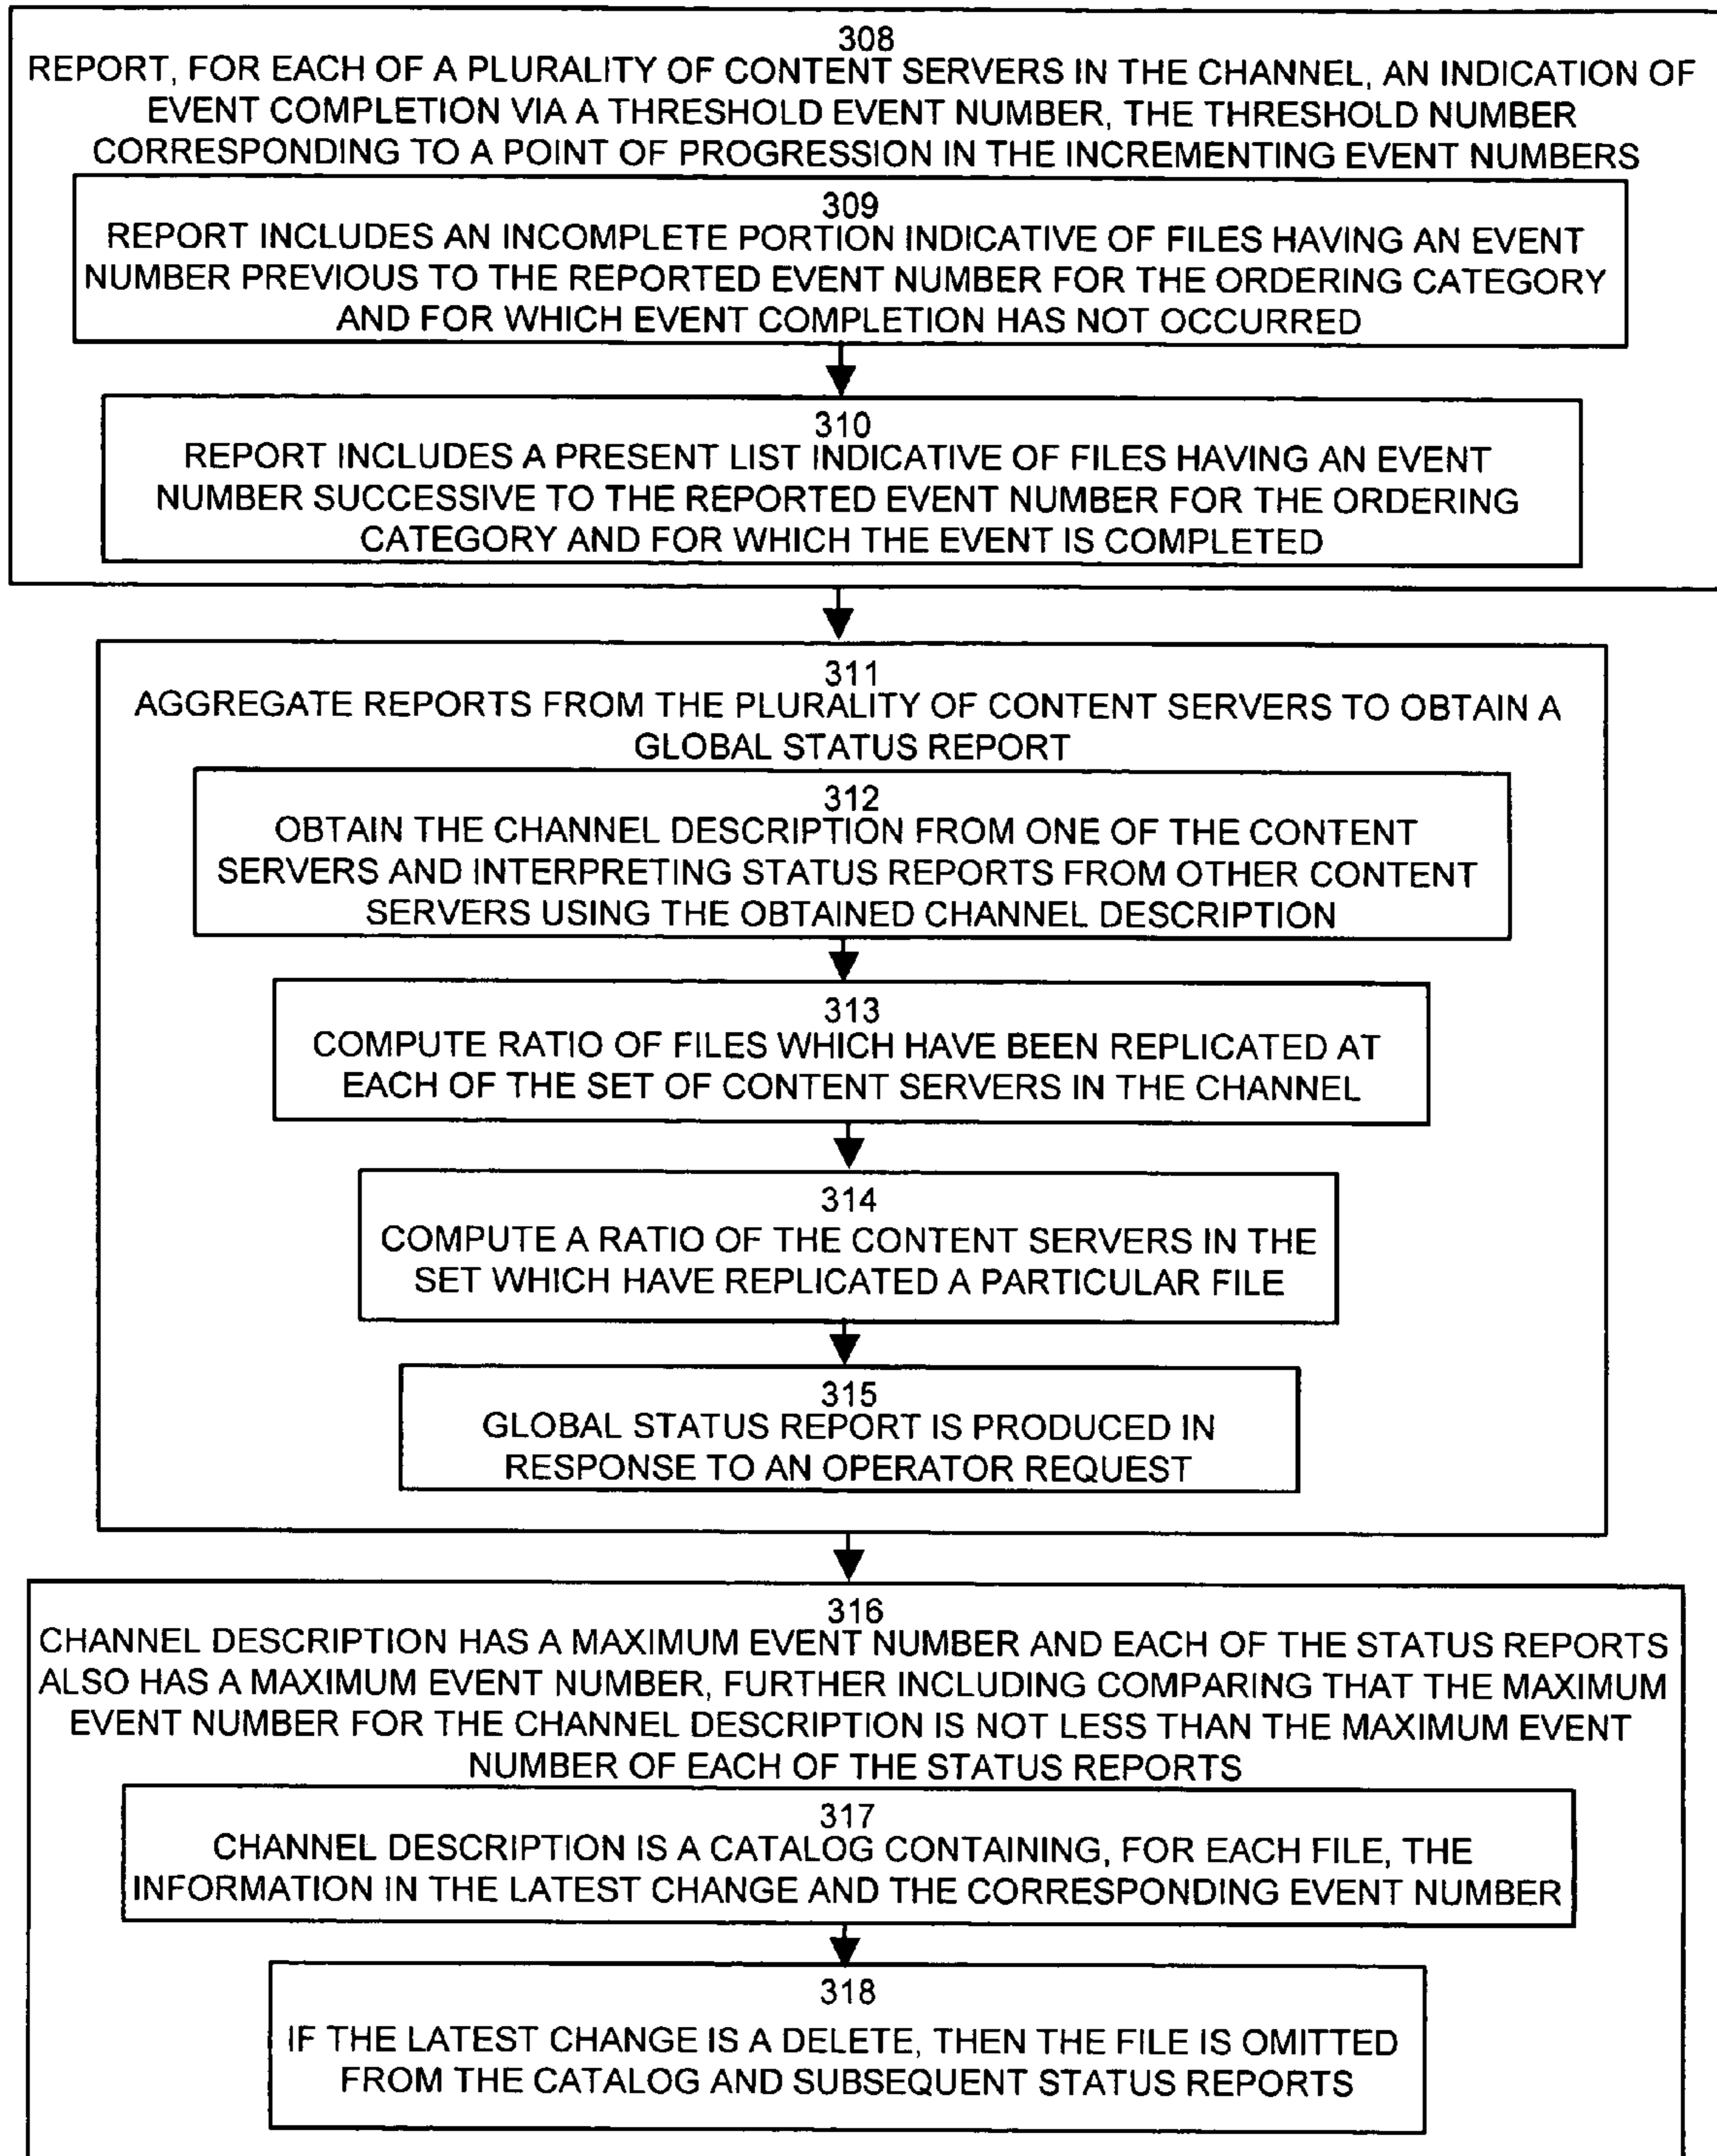 308
REPORT, FOR EACH OF A PLURALITY OF CONTENT SERVERS IN THE CHANNEL, AN INDICATION OF
EVENT COMPLETION VIA A THRESHOLD EVENT NUMBER, THE THRESHOLD NUMBER
CORRESPONDING TO A POINT OF PROGRESSION IN THE INCREMENTING EVENT NUMBERS
309
REPORT INCLUDES AN INCOMPLETE PORTION INDICATIVE OF FILES HAVING AN EVENT
NUMBER PREVIOUS TO THE REPORTED EVENT NUMBER FOR THE ORDERING CATEGORY
AND FOR WHICH EVENT COMPLETION HAS NOT OCCURRED
310
REPORT INCLUDES A PRESENT LIST INDICATIVE OF FILES HAVING AN EVENT
NUMBER SUCCESSIVE TO THE REPORTED EVENT NUMBER FOR THE ORDERING
CATEGORY AND FOR WHICH THE EVENT IS COMPLETED
311
AGGREGATE REPORTS FROM THE PLURALITY OF CONTENT SERVERS TO OBTAIN A
GLOBAL STATUS REPORT
312
OBTAIN THE CHANNEL DESCRIPTION FROM ONE OF THE CONTENT
SERVERS AND INTERPRETING STATUS REPORTS FROM OTHER CONTENT
SERVERS USING THE OBTAINED CHANNEL DESCRIPTION
313
COMPUTE RATIO OF FILES WHICH HAVE BEEN REPLICATED AT
EACH OF THE SET OF CONTENT SERVERS IN THE CHANNEL
314
COMPUTE A RATIO OF THE CONTENT SERVERS IN THE
SET WHICH HAVE REPLICATED A PARTICULAR FILE
315
GLOBAL STATUS REPORT IS PRODUCED IN
RESPONSE TO AN OPERATOR REQUEST
316
CHANNEL DESCRIPTION HAS A MAXIMUM EVENT NUMBER AND EACH OF THE STATUS REPORTS
ALSO HAS A MAXIMUM EVENT NUMBER, FURTHER INCLUDING COMPARING THAT THE MAXIMUM
EVENT NUMBER FOR THE CHANNEL DESCRIPTION IS NOT LESS THAN THE MAXIMUM EVENT
NUMBER OF EACH OF THE STATUS REPORTS
317
CHANNEL DESCRIPTION IS A CATALOG CONTAINING, FOR EACH FILE, THE
INFORMATION IN THE LATEST CHANGE AND THE CORRESPONDING EVENT NUMBER
318
IF THE LATEST CHANGE IS A DELETE, THEN THE FILE IS OMITTED
FROM THE CATALOG AND SUBSEQUENT STATUS REPORTS